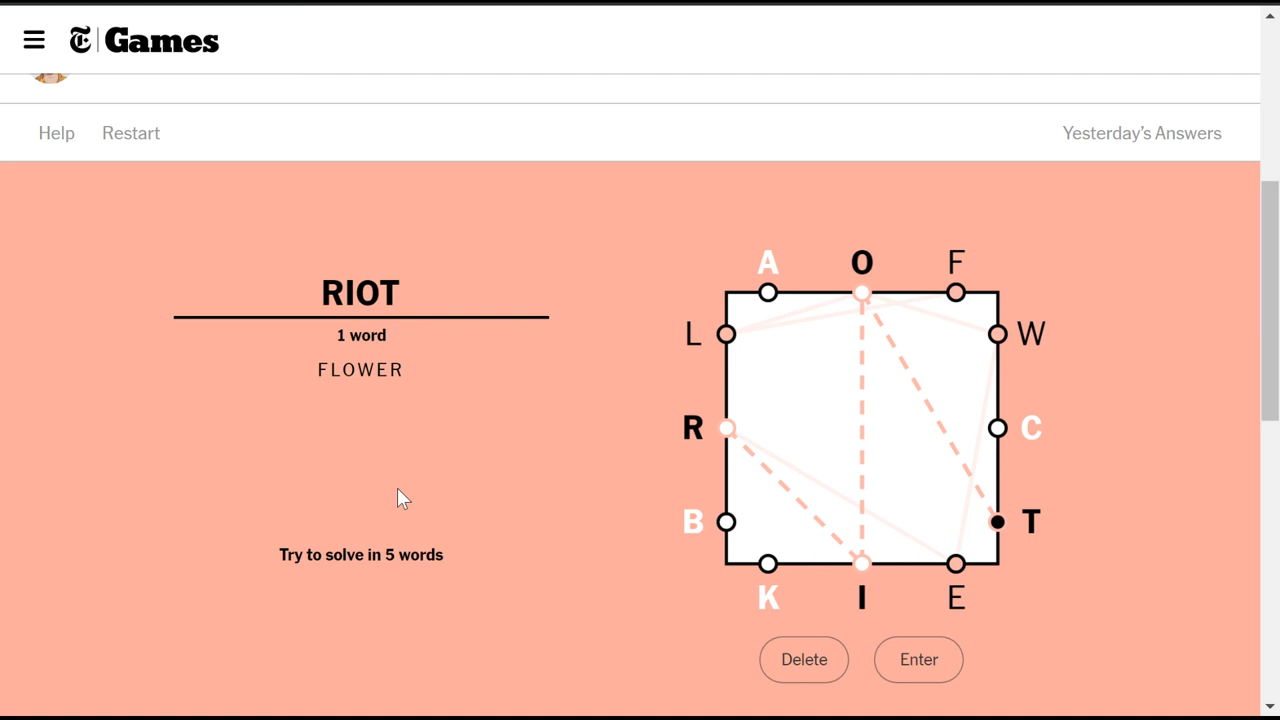 T Games
Help Restart Yesterday's Answers
RIOT
1 word
FLOWER
Try to solve in 5 words
A O F
L W
R C
B T
K I E
Delete Enter